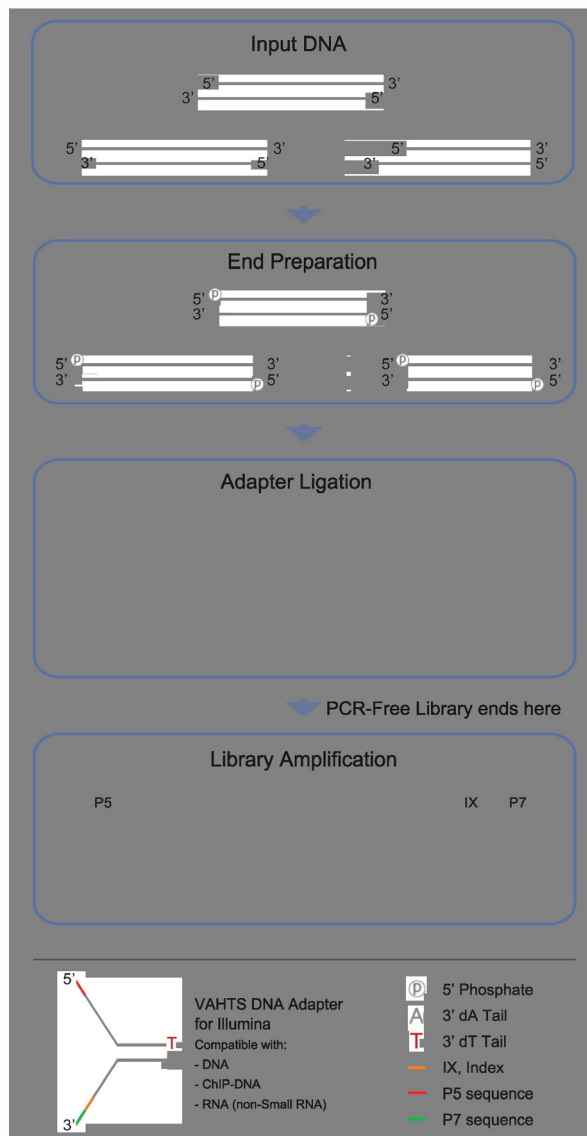 Input DNA
5’ 3’
3’ 5’
5’ 3’ 5’ 3’
3’ 5’ 3’ 5’
End Preparation
5’ P 3’
3’ P 5’
5’ P 3’ 5’ P 3’
3’ P 5’ 3’ P 5’
Adapter Ligation
PCR-Free Library ends here
Library Amplification
P5 IX P7
5’
T
3’
VAHTS DNA Adapter
for Illumina
Compatible with:
- DNA
- ChIP-DNA
- RNA (non-Small RNA)
P 5’ Phosphate
A 3’ dA Tail
T 3’ dT Tail
IX, Index
P5 sequence
P7 sequence